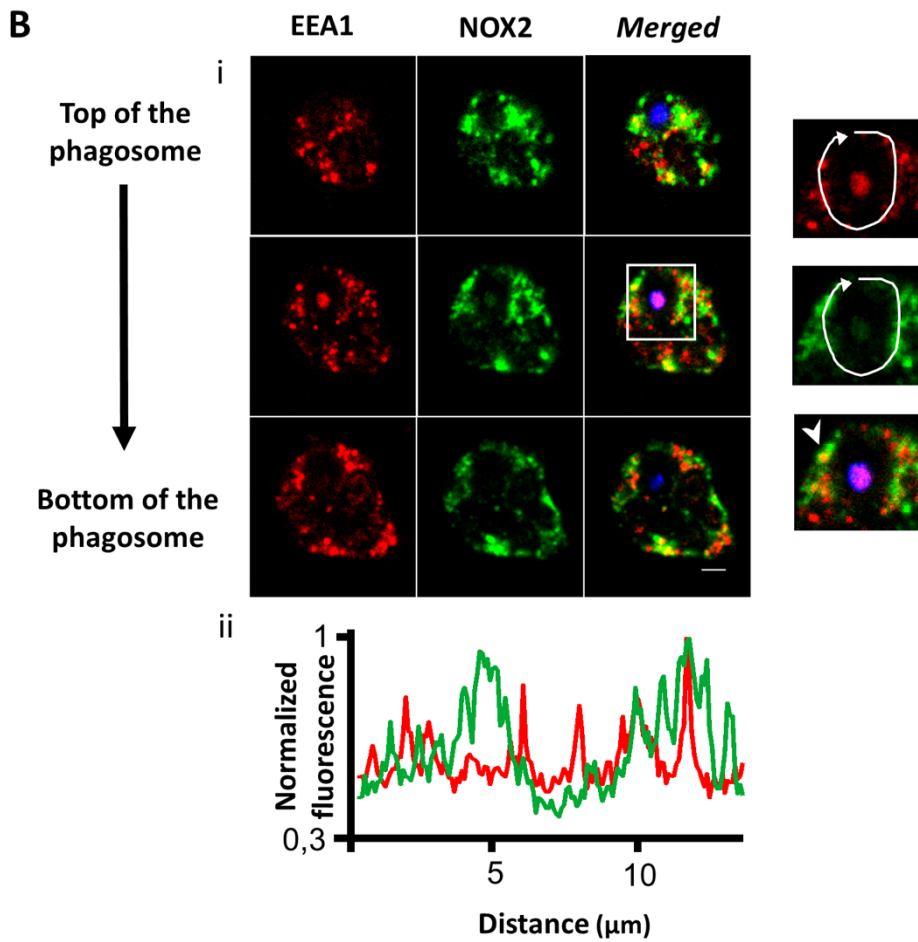 B
EEA1
NOX2
Merged
i
Top of the
phagosome
Bottom of the
phagosome
ii
1
Normalized
fluorescence
0,3
5
10
Distance (μm)